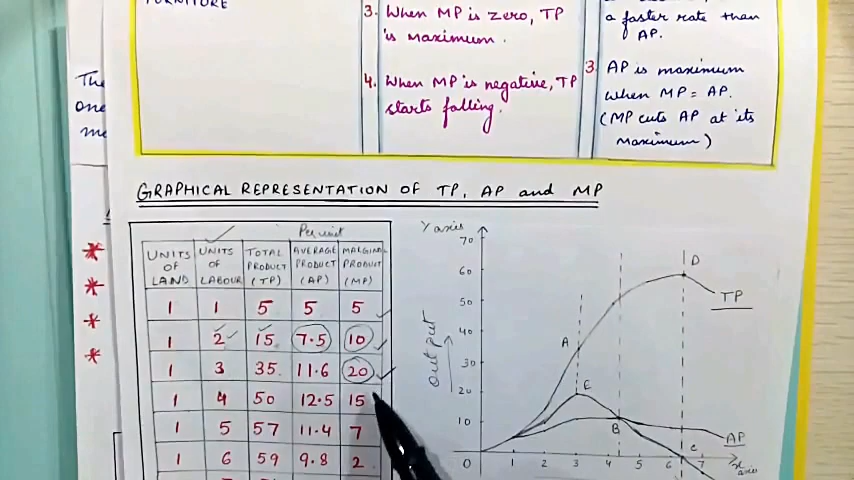 FURNITURE
3. When MP is zero, TP
is maximum.
4. When MP is negative, TP
starts falling.
a faster rate than
AP.
3. AP is maximum
when MP = AP.
(MP cuts AP at its
maximum)
The
one
me
GRAPHICAL REPRESENTATION OF TP, AP and MP
Per unit
UNITS OF LAND UNITS OF LABOUR TOTAL PRODUCT (TP) AVERAGE PRODUCT (AP) MARGINAL PRODUCT (MP)
1 1 5 5 5
1 2 15 7.5 10
1 3 35 11.6 20
1 4 50 12.5 15
1 5 57 11.4 7
1 6 59 9.8 2
Y axis
70
60
50
40
30
20
10
0
output
1 2 3 4 5 6 7
x axis
A
B
C
D
E
TP
AP